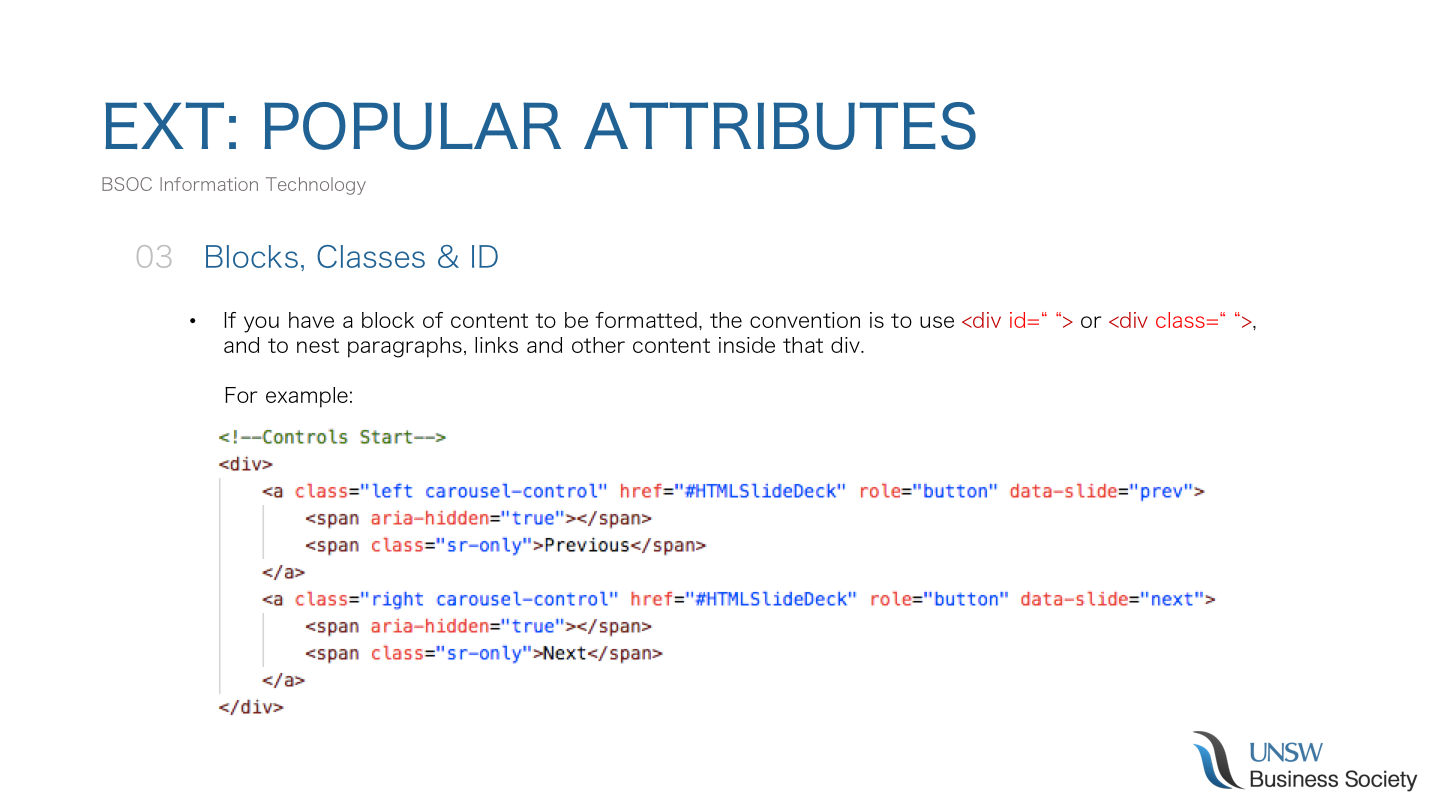 EXT: POPULAR ATTRIBUTES
BSOC Information Technology
03 Blocks, Classes & ID
• If you have a block of content to be formatted, the convention is to use <div id=“ “> or <div class=“ “>,
and to nest paragraphs, links and other content inside that div.
For example:
<!--Controls Start-->
<div>
    <a class="left carousel-control" href="#HTMLSlideDeck" role="button" data-slide="prev">
        <span aria-hidden="true"></span>
        <span class="sr-only">Previous</span>
    </a>
    <a class="right carousel-control" href="#HTMLSlideDeck" role="button" data-slide="next">
        <span aria-hidden="true"></span>
        <span class="sr-only">Next</span>
    </a>
</div>
UNSW
Business Society